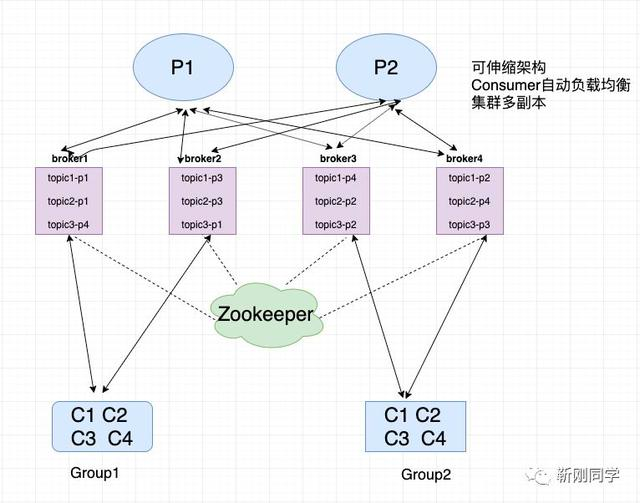 P1
P2
可伸缩架构
Consumer自动负载均衡
集群多副本
broker1
broker2
broker3
broker4
topic1-p1
topic2-p1
topic3-p4
topic1-p3
topic2-p3
topic3-p1
topic1-p4
topic2-p2
topic3-p2
topic1-p2
topic2-p4
topic3-p3
Zookeeper
C1 C2
C3 C4
Group1
C1 C2
C3 C4
Group2
靳刚同学